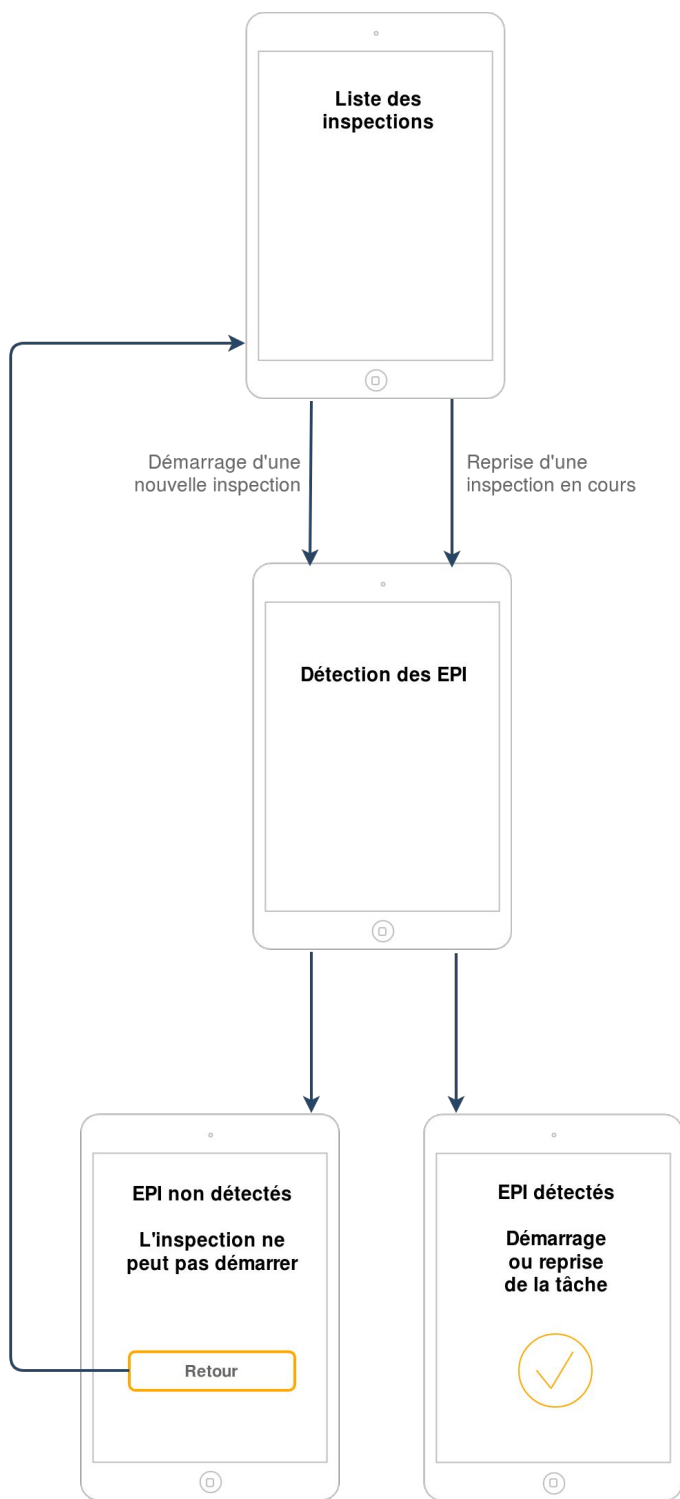 Liste des
inspections
Démarrage d'une
nouvelle inspection
Reprise d'une
inspection en cours
Détection des EPI
EPI non détectés
L'inspection ne
peut pas démarrer
Retour
EPI détectés
Démarrage
ou reprise
de la tâche